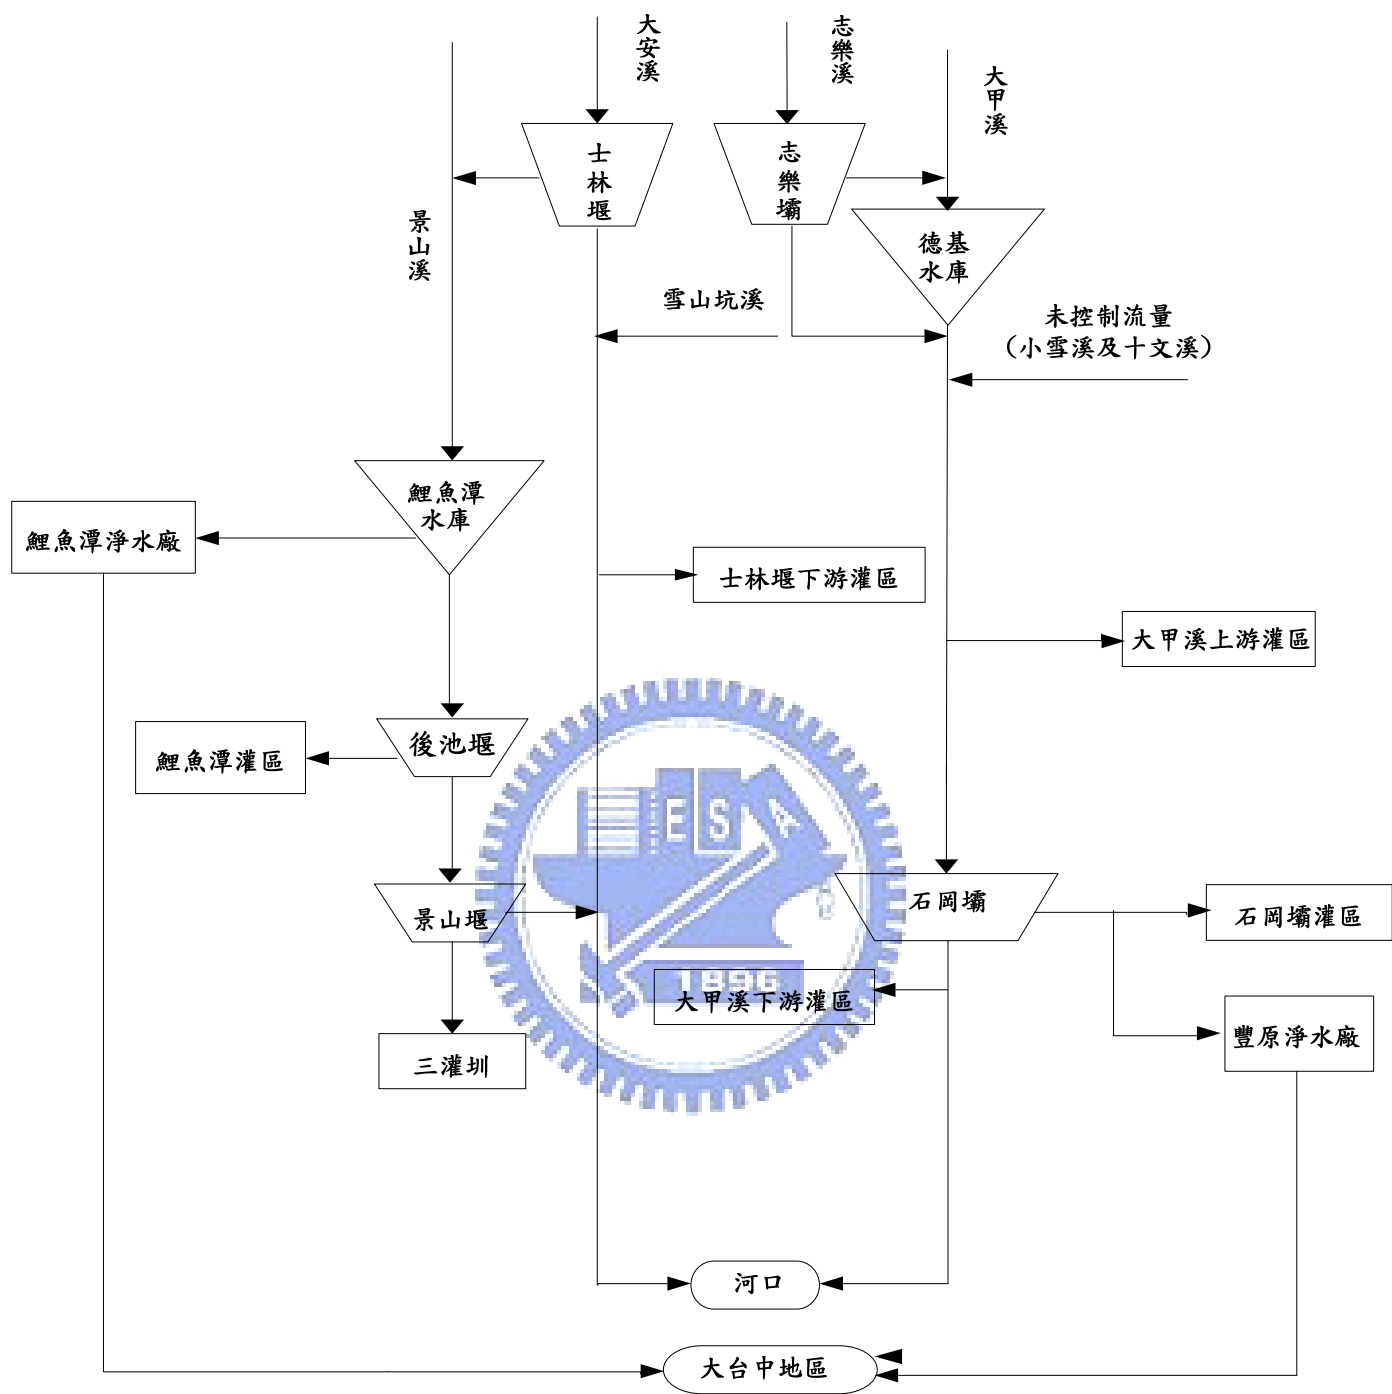 大安溪
志樂溪
大甲溪
士林堰
志樂壩
景山溪
德基
水庫
雪山坑溪
未控制流量
（小雪溪及十文溪）
鯉魚潭
水庫
鯉魚潭淨水廠
士林堰下游灌區
大甲溪上游灌區
後池堰
鯉魚潭灌區
E S A
景山堰
石岡壩
石岡壩灌區
1896
大甲溪下游灌區
豐原淨水廠
三灌圳
河口
大台中地區